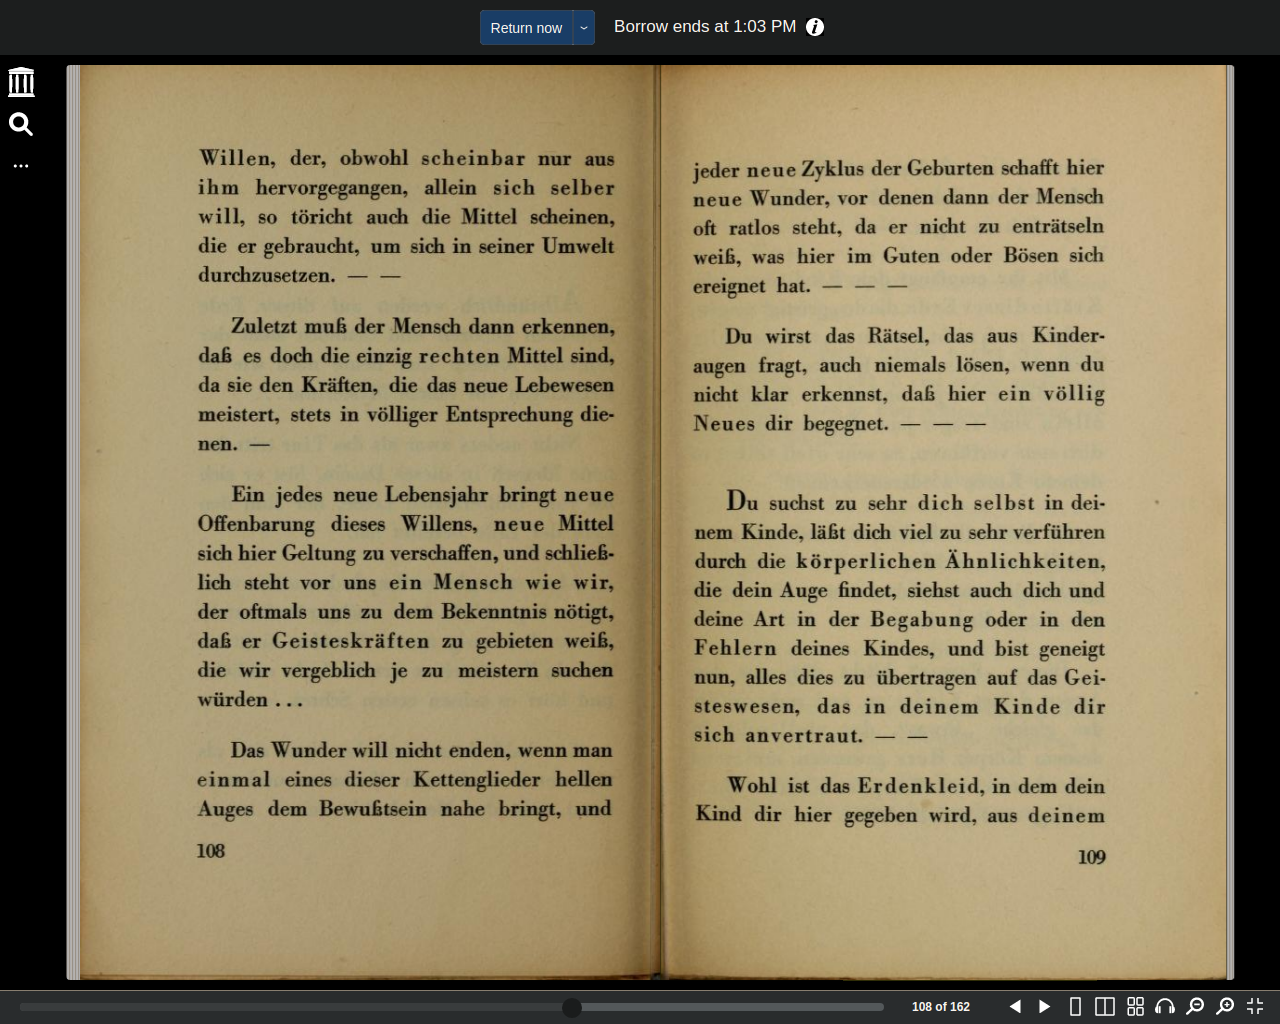 Return now
Borrow ends at 1:03 PM
Willen, der, obwohl scheinbar nur aus
ihm hervorgegangen, allein sich selber
will, so töricht auch die Mittel scheinen,
die er gebraucht, um sich in seiner Umwelt
durchzusetzen. — —
Zuletzt muß der Mensch dann erkennen,
daß es doch die einzig rechten Mittel sind,
da sie den Kräften, die das neue Lebewesen
meistert, stets in völliger Entsprechung die-
nen. —
Ein jedes neue Lebensjahr bringt neue
Offenbarung dieses Willens, neue Mittel
sich hier Geltung zu verschaffen, und schließ-
lich steht vor uns ein Mensch wie wir,
der oftmals uns zu dem Bekenntnis nötigt,
daß er Geisteskräften zu gebieten weiß,
die wir vergeblich je zu meistern suchen
würden . . .
Das Wunder will nicht enden, wenn man
einmal eines dieser Kettenglieder hellen
Auges dem Bewußtsein nahe bringt, und
108
jeder neue Zyklus der Geburten schafft hier
neue Wunder, vor denen dann der Mensch
oft ratlos steht, da er nicht zu enträtseln
weiß, was hier im Guten oder Bösen sich
ereignet hat. — — —
Du wirst das Rätsel, das aus Kinder-
augen fragt, auch niemals lösen, wenn du
nicht klar erkennst, daß hier ein völlig
Neues dir begegnet. — — —
Du suchst zu sehr dich selbst in dei-
nem Kinde, läßt dich viel zu sehr verführen
durch die körperlichen Ähnlichkeiten,
die dein Auge findet, siehst auch dich und
deine Art in der Begabung oder in den
Fehlern deines Kindes, und bist geneigt
nun, alles dies zu übertragen auf das Gei-
steswesen, das in deinem Kinde dir
sich anvertraut. — —
Wohl ist das Erdenkleid, in dem dein
Kind dir hier gegeben wird, aus deinem
109
108 of 162